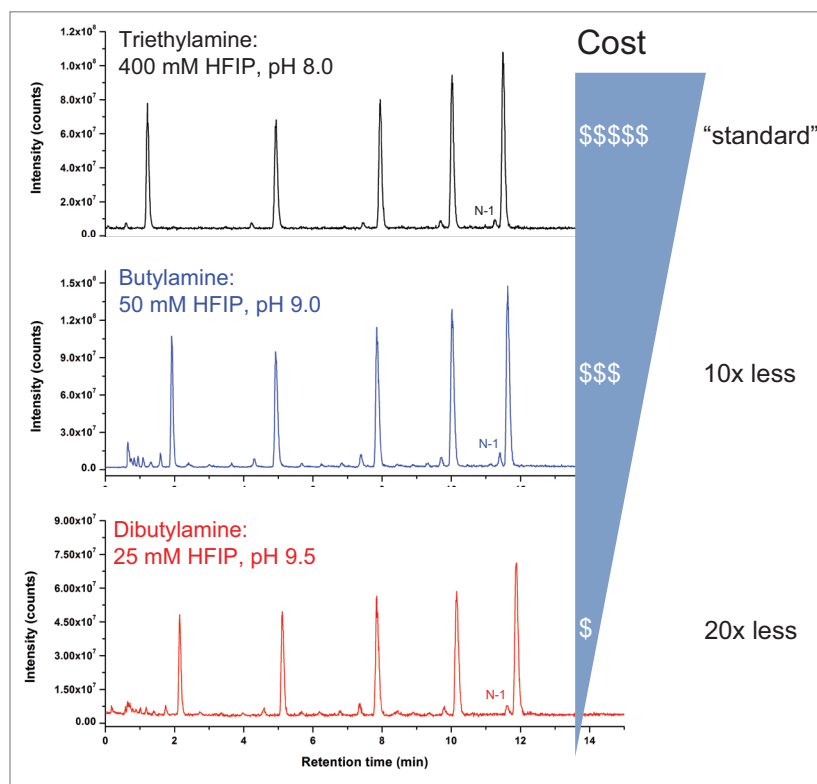 Cost
Triethylamine:
400 mM HFIP, pH 8.0
Intensity (counts)
1.2x10⁸
1.0x10⁸
8.0x10⁷
6.0x10⁷
4.0x10⁷
2.0x10⁷
0.0
N-1
$$$$$
"standard"
Butylamine:
50 mM HFIP, pH 9.0
Intensity (counts)
1.5x10⁸
1.2x10⁸
9.0x10⁷
6.0x10⁷
3.0x10⁷
0.0
N-1
$$$
10x less
Dibutylamine:
25 mM HFIP, pH 9.5
Intensity (counts)
9.00x10⁷
7.50x10⁷
6.00x10⁷
4.50x10⁷
3.00x10⁷
1.50x10⁷
0.00
N-1
$
20x less
0 2 4 6 8 10 12 14
Retention time (min)